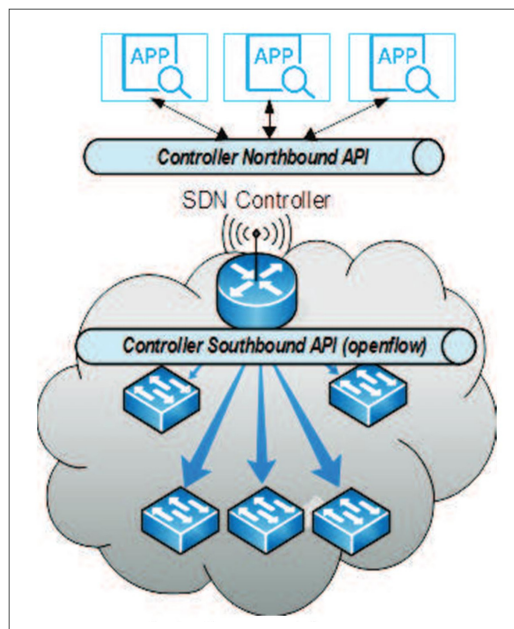 APP
APP
APP
Controller Northbound API
SDN Controller
Controller Southbound API (openflow)